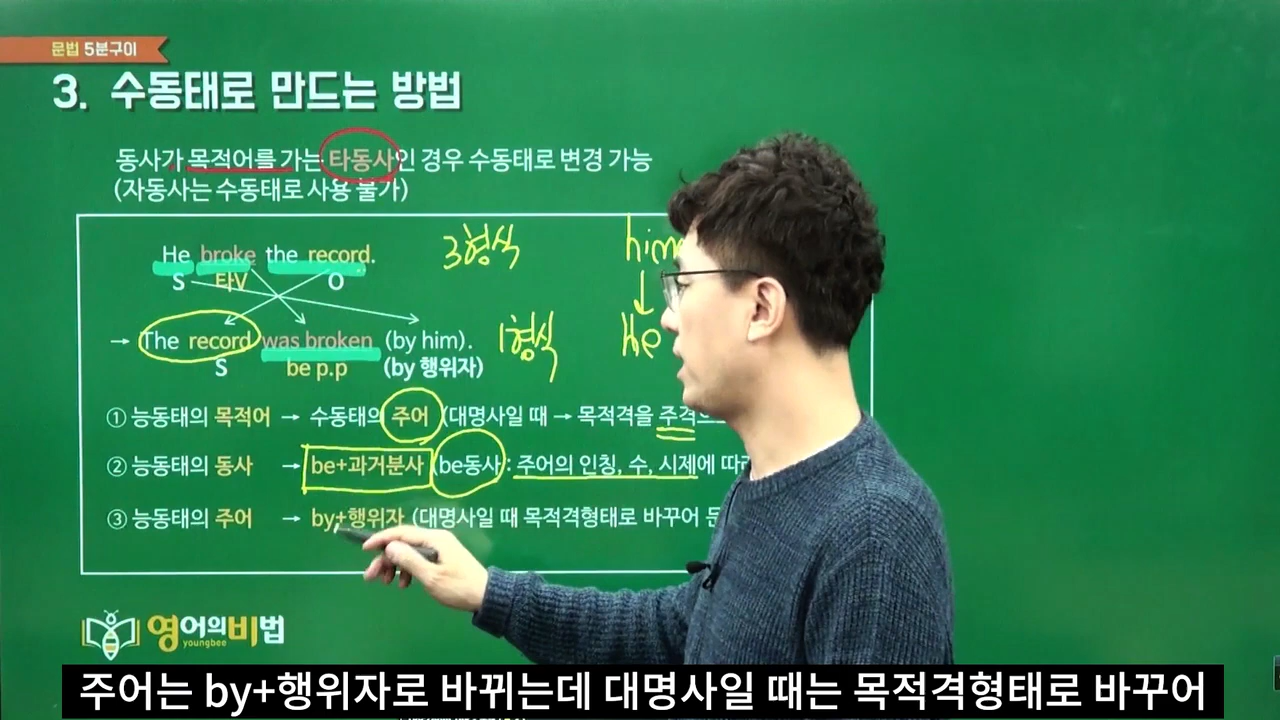 문법 5분구이
3. 수동태로 만드는 방법
동사가 목적어를 가는 타동사인 경우 수동태로 변경 가능
(자동사는 수동태로 사용 불가)
He broke the record. 3형식 him
S 타V O
→ The record was broken (by him). 1형식 He
S be p.p (by 행위자)
① 능동태의 목적어 → 수동태의 주어 (대명사일 때 → 목적격을 주격으로
② 능동태의 동사 → be+과거분사 (be동사 : 주어의 인칭, 수, 시제에 따라
③ 능동태의 주어 → by+행위자 (대명사일 때 목적격형태로 바꾸어
영어의비법
youngbee
주어는 by+행위자로 바뀌는데 대명사일 때는 목적격형태로 바꾸어